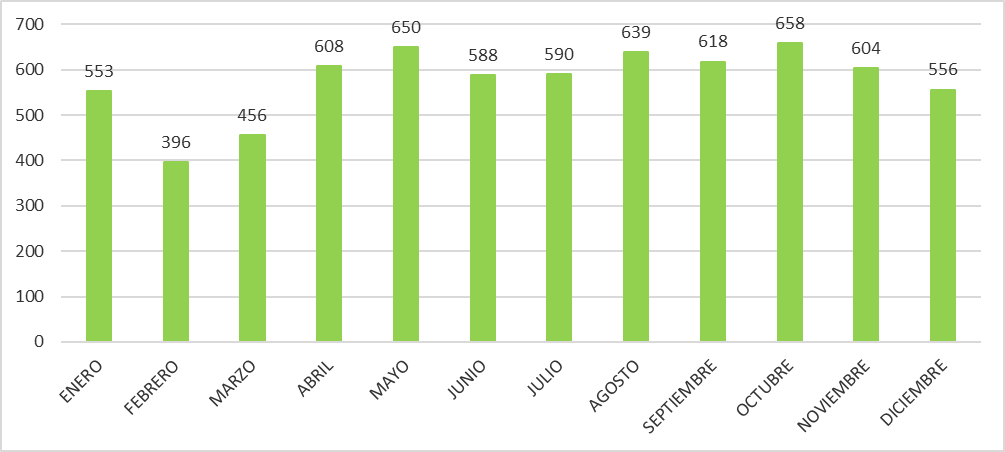 700
600
500
400
300
200
100
0
553
396
456
608
650
588
590
639
618
658
604
556
ENERO
FEBRERO
MARZO
ABRIL
MAYO
JUNIO
JULIO
AGOSTO
SEPTIEMBRE
OCTUBRE
NOVIEMBRE
DICIEMBRE